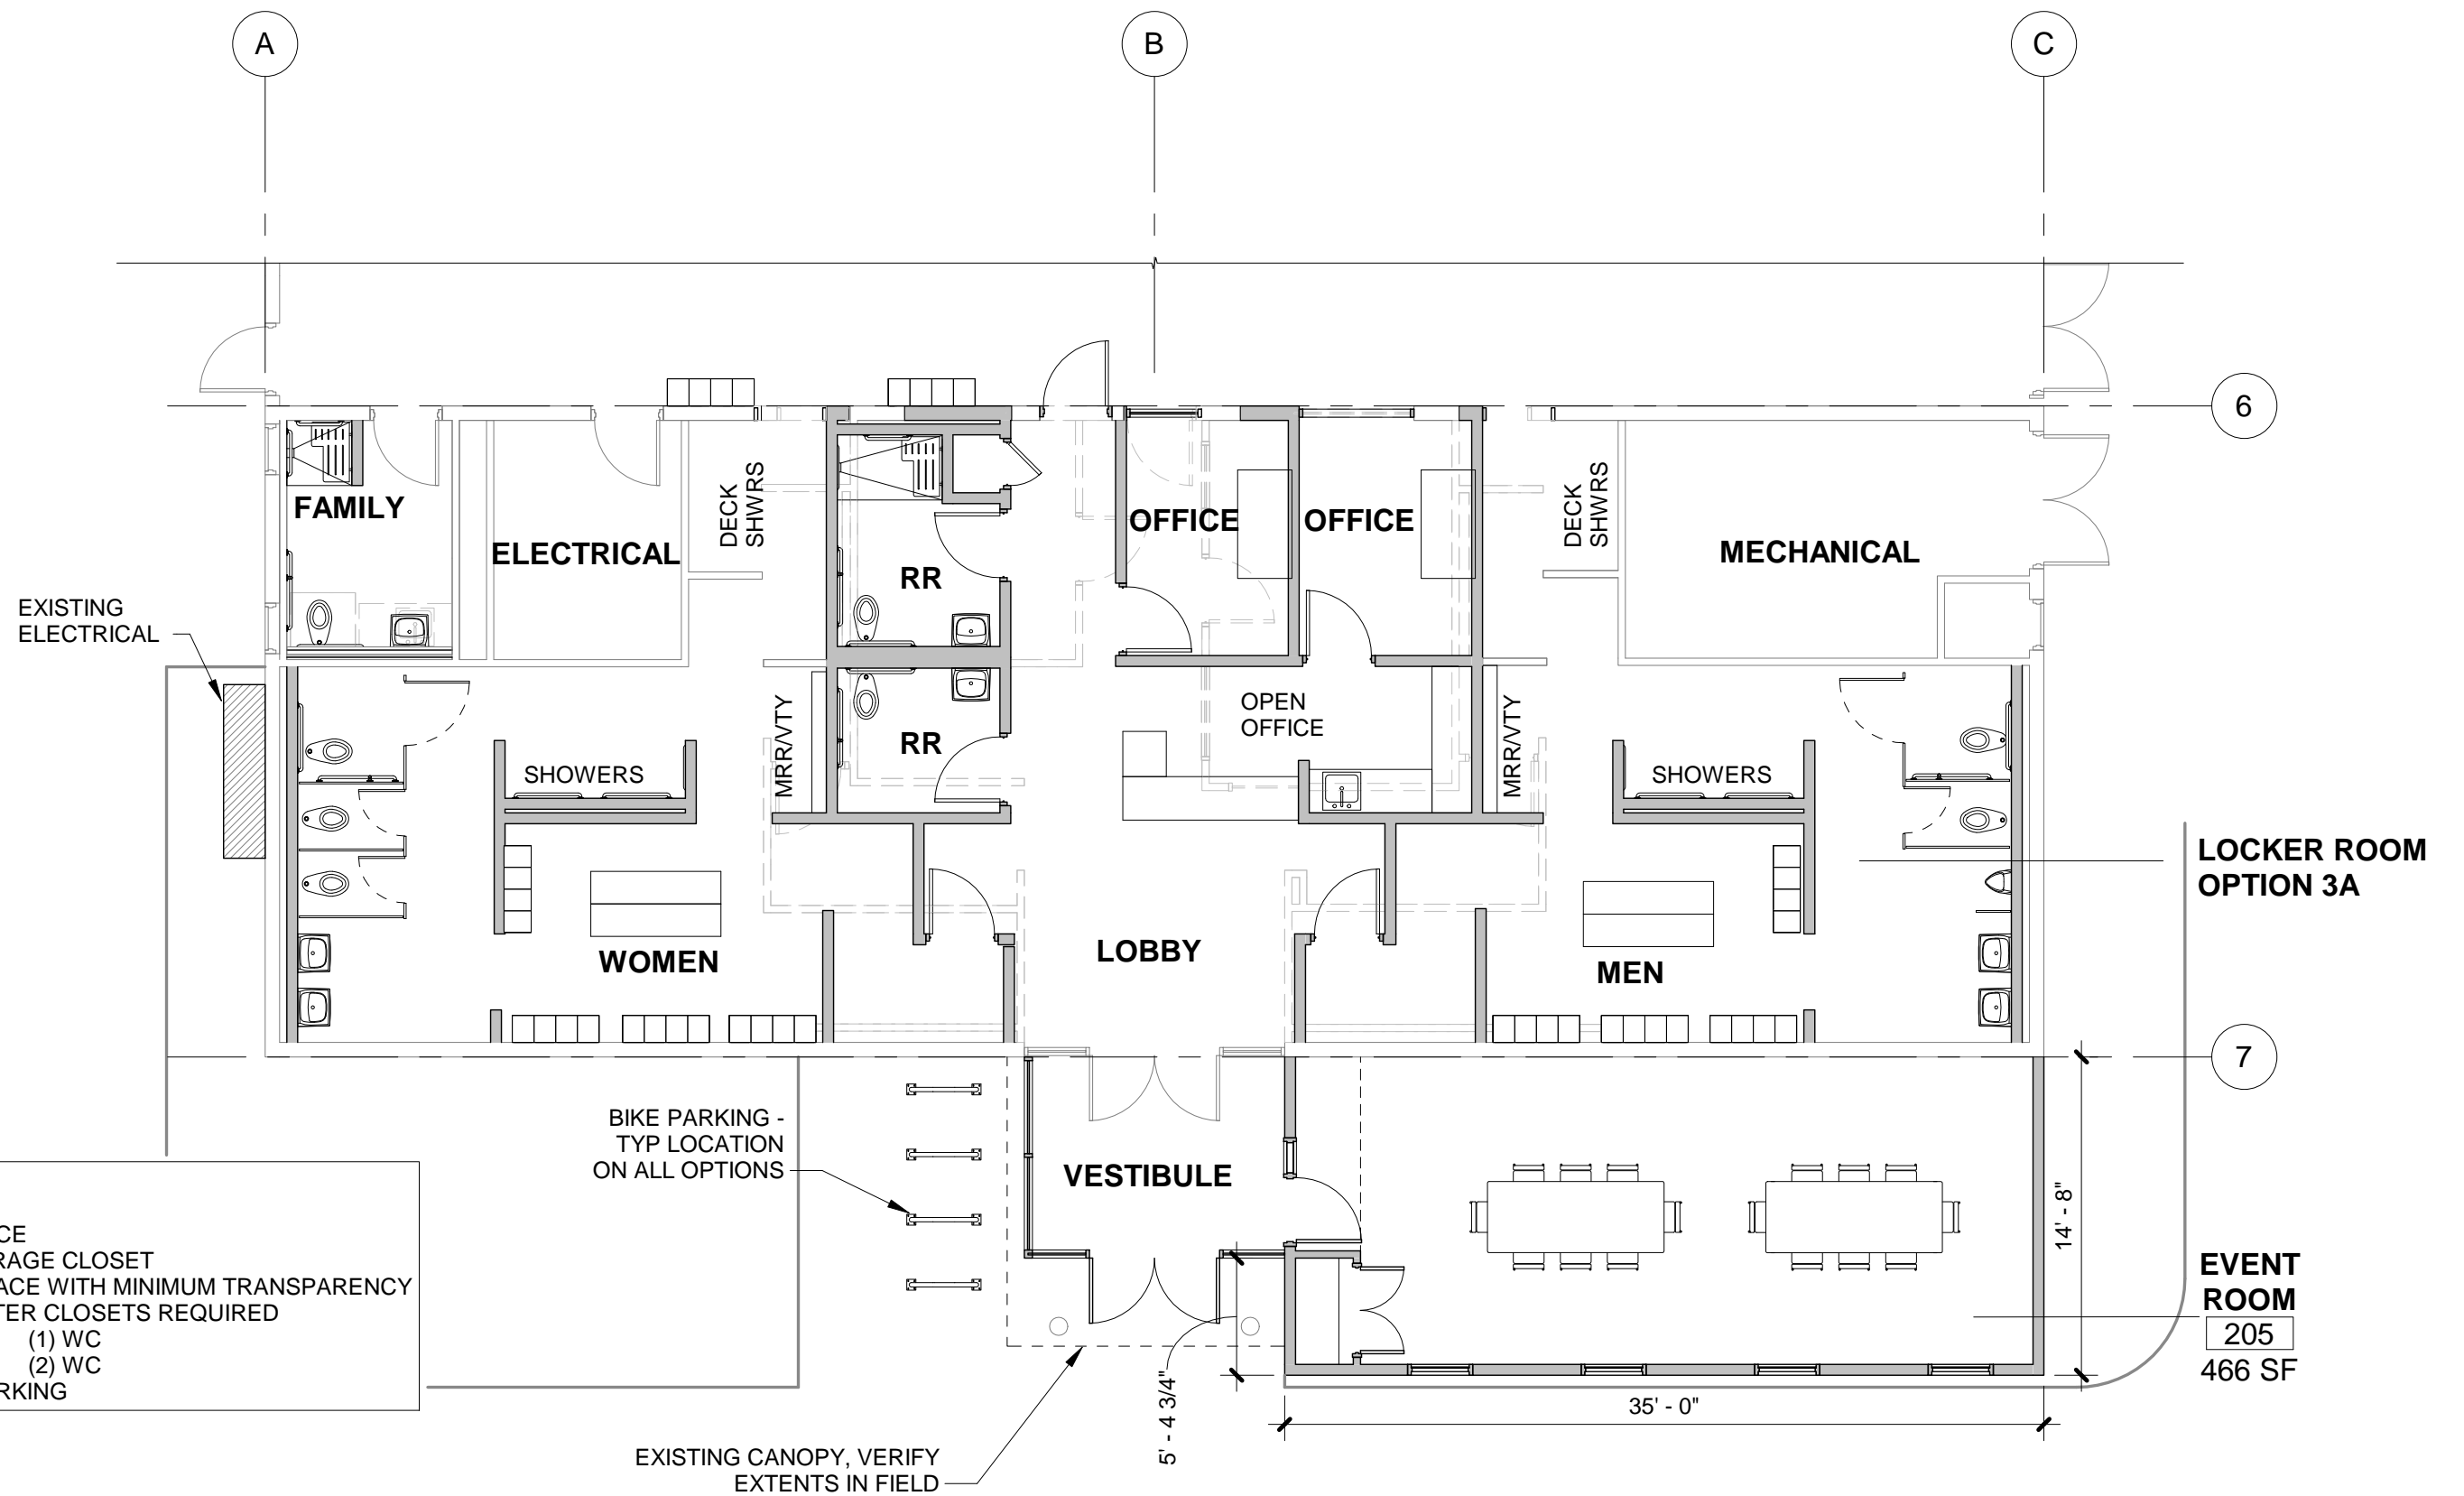 A
B
C
6
DECK
SHWRS
DECK
SHWRS
FAMILY
OFFICE
OFFICE
ELECTRICAL
MECHANICAL
RR
EXISTING
ELECTRICAL
OPEN
OFFICE
MRR/VTY
MRR/VTY
RR
SHOWERS
SHOWERS
LOCKER ROOM
OPTION 3A
WOMEN
LOBBY
MEN
7
BIKE PARKING -
TYP LOCATION
ON ALL OPTIONS
VESTIBULE
14' - 8"
EVENT
ROOM
205
466 SF
CE
RAGE CLOSET
ACE WITH MINIMUM TRANSPARENCY
TER CLOSETS REQUIRED
(1) WC
(2) WC
RKING
5' - 4 3/4"
35' - 0"
EXISTING CANOPY, VERIFY
EXTENTS IN FIELD